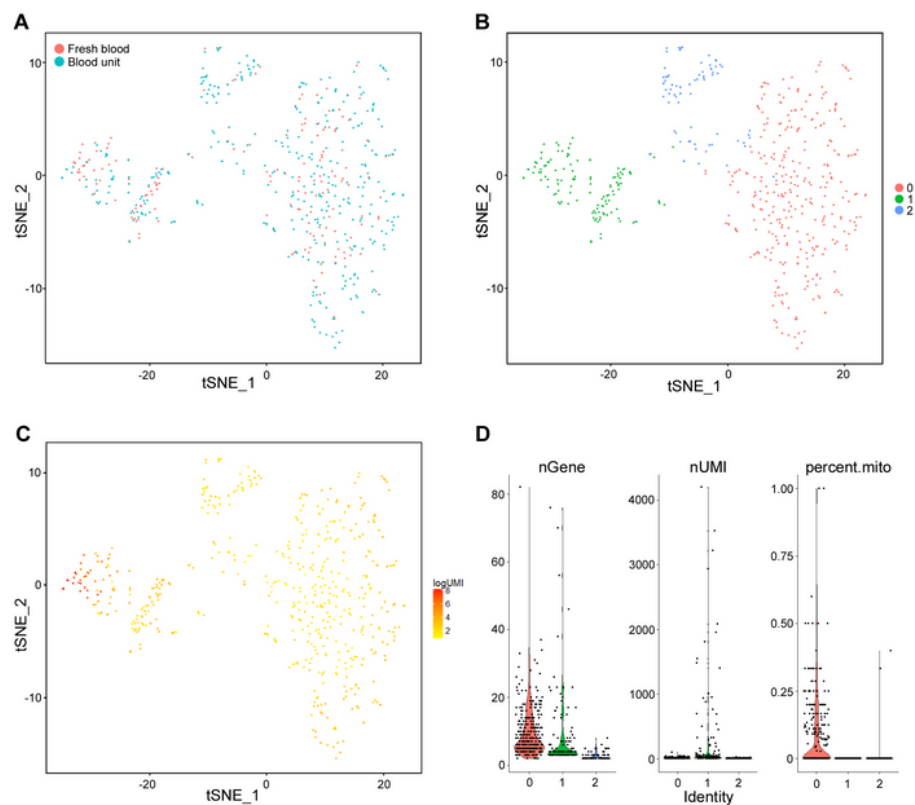 A
Fresh blood
Blood unit
10
0
-10
tSNE_2
-20
0
20
tSNE_1
B
10
0
-10
tSNE_2
-20
0
20
tSNE_1
0
1
2
C
10
0
-10
tSNE_2
-20
0
20
tSNE_1
logUMI
8
6
4
2
D
nGene
80
60
40
20
0
0 1 2
nUMI
4000
3000
2000
1000
0
0 1 2
percent.mito
1.00
0.75
0.50
0.25
0.00
0 1 2
Identity